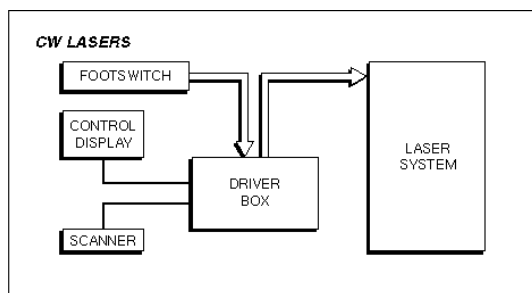 CW LASERS
FOOTSWITCH
CONTROL
DISPLAY
DRIVER
BOX
LASER
SYSTEM
SCANNER